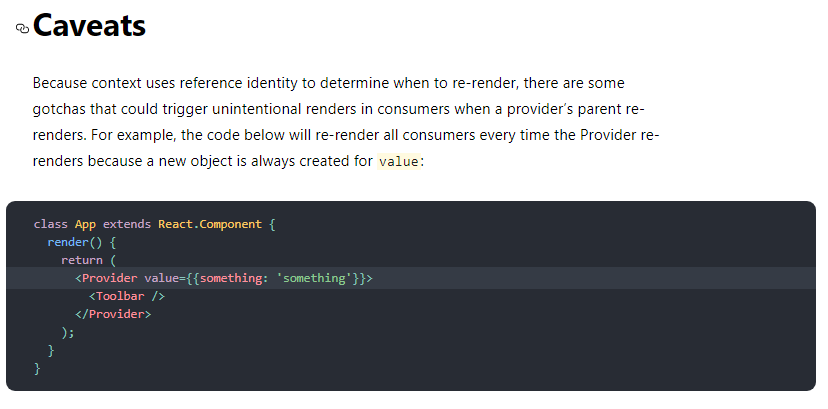 Caveats
Because context uses reference identity to determine when to re-render, there are some
gotchas that could trigger unintentional renders in consumers when a provider’s parent re-
renders. For example, the code below will re-render all consumers every time the Provider re-
renders because a new object is always created for value:
class App extends React.Component {
  render() {
    return (
      <Provider value={{something: 'something'}}>
        <Toolbar />
      </Provider>
    );
  }
}